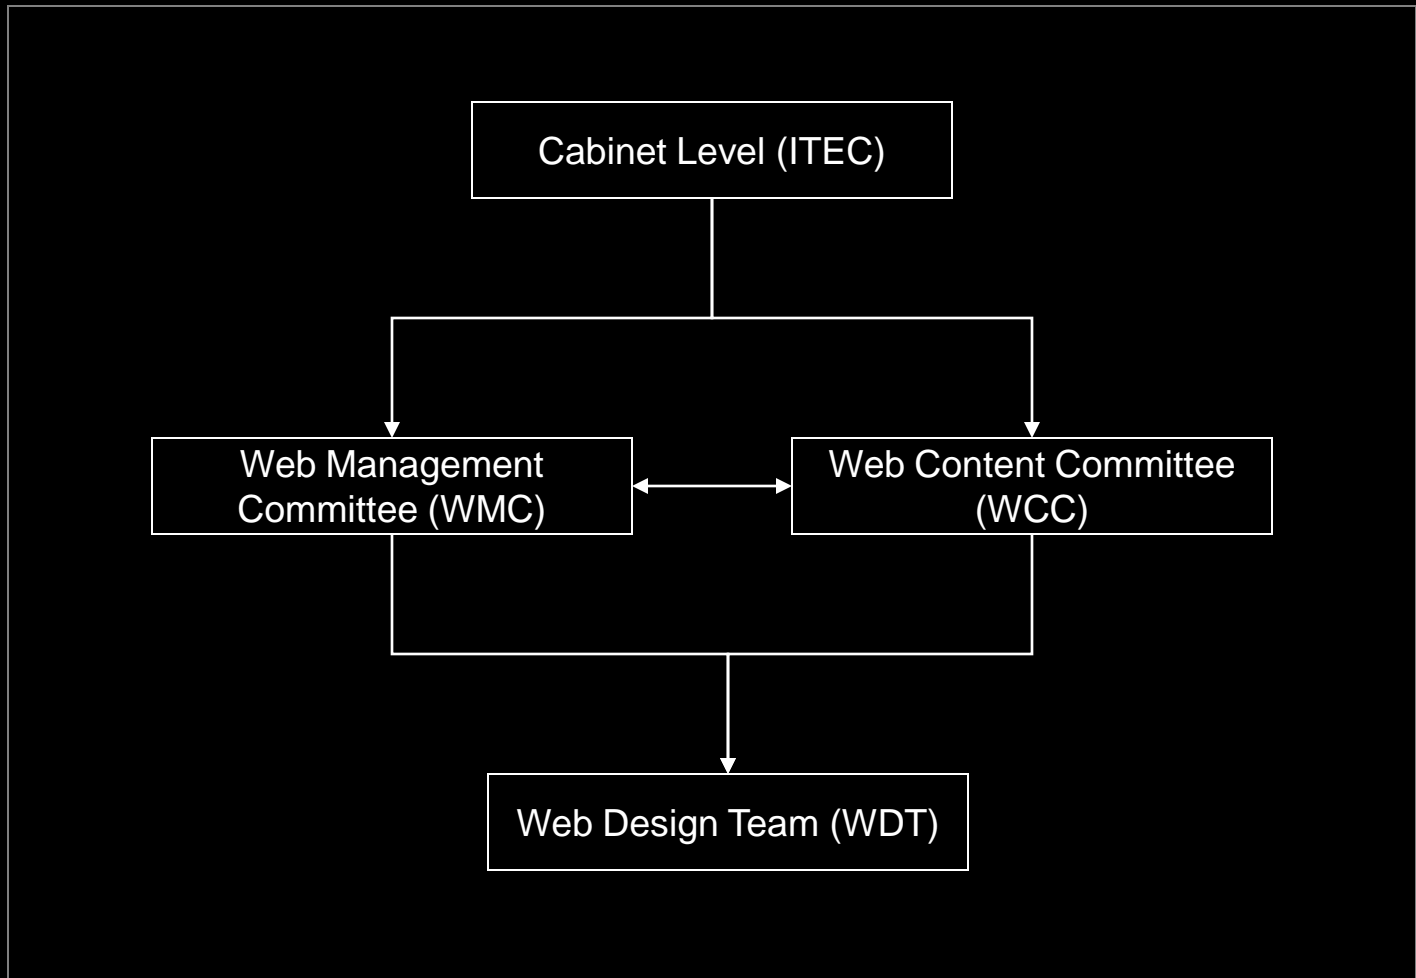 Cabinet Level (ITEC)
Web Management
Committee (WMC)
Web Content Committee
(WCC)
Web Design Team (WDT)